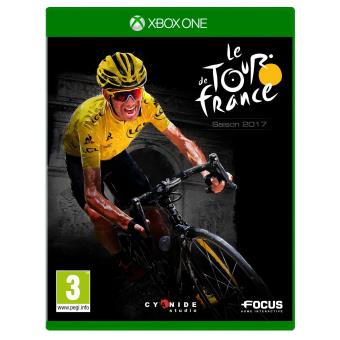 XBOX ONE
le
de TOUR
france
Saison 2017
3
www.pegi.info
CYANIDE
studio
FOCUS
HOME INTERACTIVE